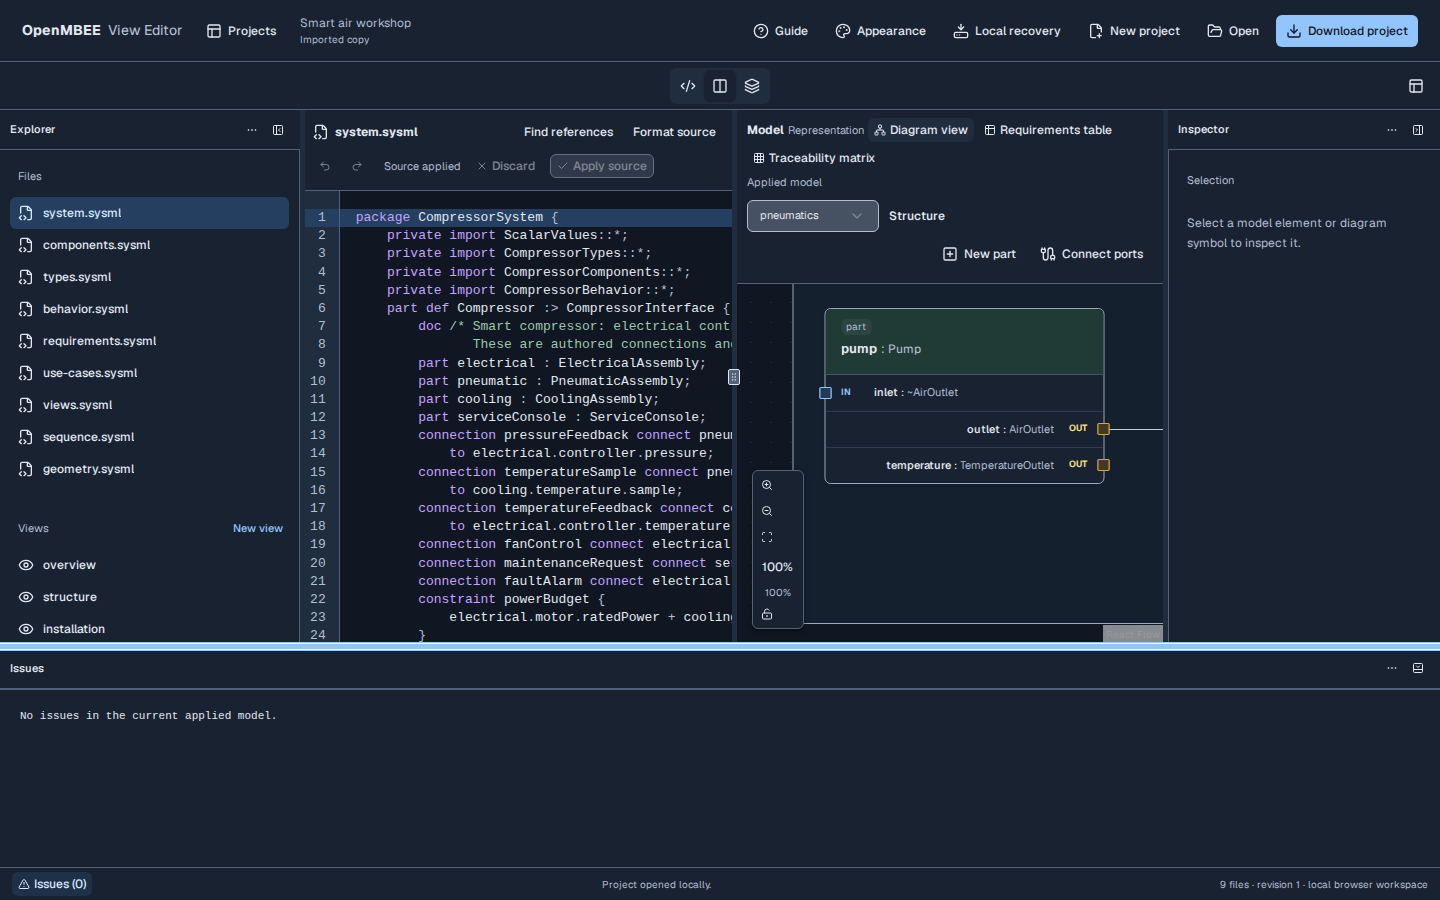 OpenMBEE View Editor
Projects
Smart air workshop
Imported copy
Guide
Appearance
Local recovery
New project
Open
Download project
Explorer
Files
system.sysml
components.sysml
types.sysml
behavior.sysml
requirements.sysml
use-cases.sysml
views.sysml
sequence.sysml
geometry.sysml
Views
New view
overview
structure
installation
system.sysml
Find references
Format source
Source applied
Discard
Apply source
1 package CompressorSystem {
2 private import ScalarValues::*;
3 private import CompressorTypes::*;
4 private import CompressorComponents::*;
5 private import CompressorBehavior::*;
6 part def Compressor :> CompressorInterface {
7 doc /* Smart compressor: electrical cont
8 These are authored connections an
9 part electrical : ElectricalAssembly;
10 part pneumatic : PneumaticAssembly;
11 part cooling : CoolingAssembly;
12 part serviceConsole : ServiceConsole;
13 connection pressureFeedback connect pneum
14 to electrical.controller.pressure;
15 connection temperatureSample connect pneu
16 to cooling.temperature.sample;
17 connection temperatureFeedback connect co
18 to electrical.controller.temperature
19 connection fanControl connect electrical
20 connection maintenanceRequest connect se
21 connection faultAlarm connect electrical
22 constraint powerBudget {
23 electrical.motor.ratedPower + coolin
24 }
Model Representation
Diagram view
Requirements table
Traceability matrix
Applied model
pneumatics
Structure
New part
Connect ports
part
pump : Pump
IN inlet : ~AirOutlet
outlet : AirOutlet OUT
temperature : TemperatureOutlet OUT
100%
100%
React Flow
Inspector
Selection
Select a model element or diagram
symbol to inspect it.
Issues
No issues in the current applied model.
Issues (0)
Project opened locally.
9 files · revision 1 · local browser workspace